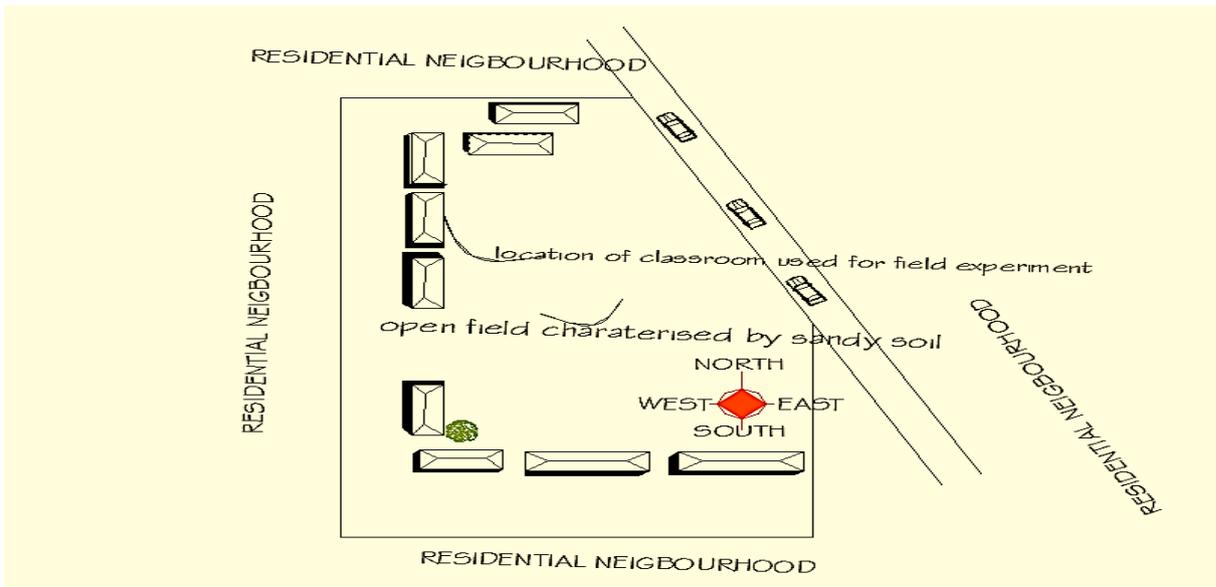 RESIDENTIAL NEIGBOURHOOD
RESIDENTIAL NEIGBOURHOOD
location of classroom used for field experiment
open field charaterised by sandy soil
RESIDENTIAL NEIGBOURHOOD
NORTH
WEST EAST
SOUTH
RESIDENTIAL NEIGBOURHOOD